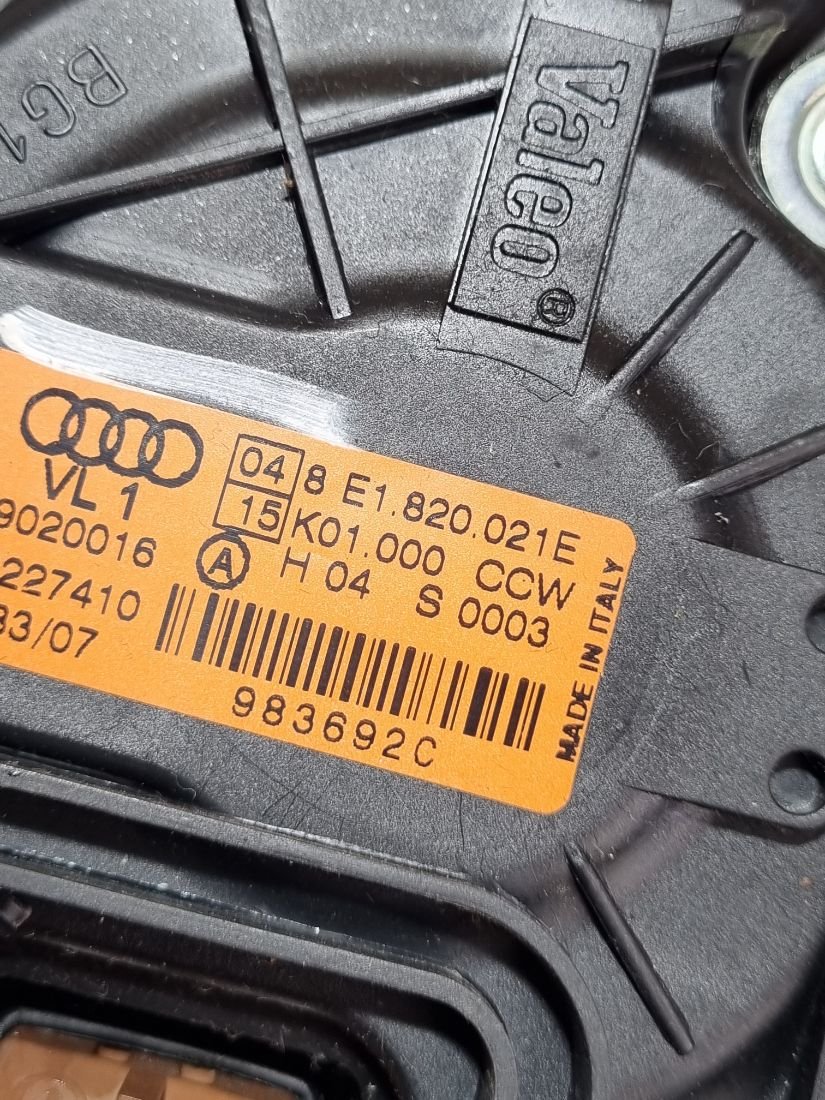 BG1
Valeo®
04 8 E1.820.021E
VL 1
15 K01.000 CCW
9020016 A H 04 S 0003
227410
33/07
983692C
MADE IN ITALY